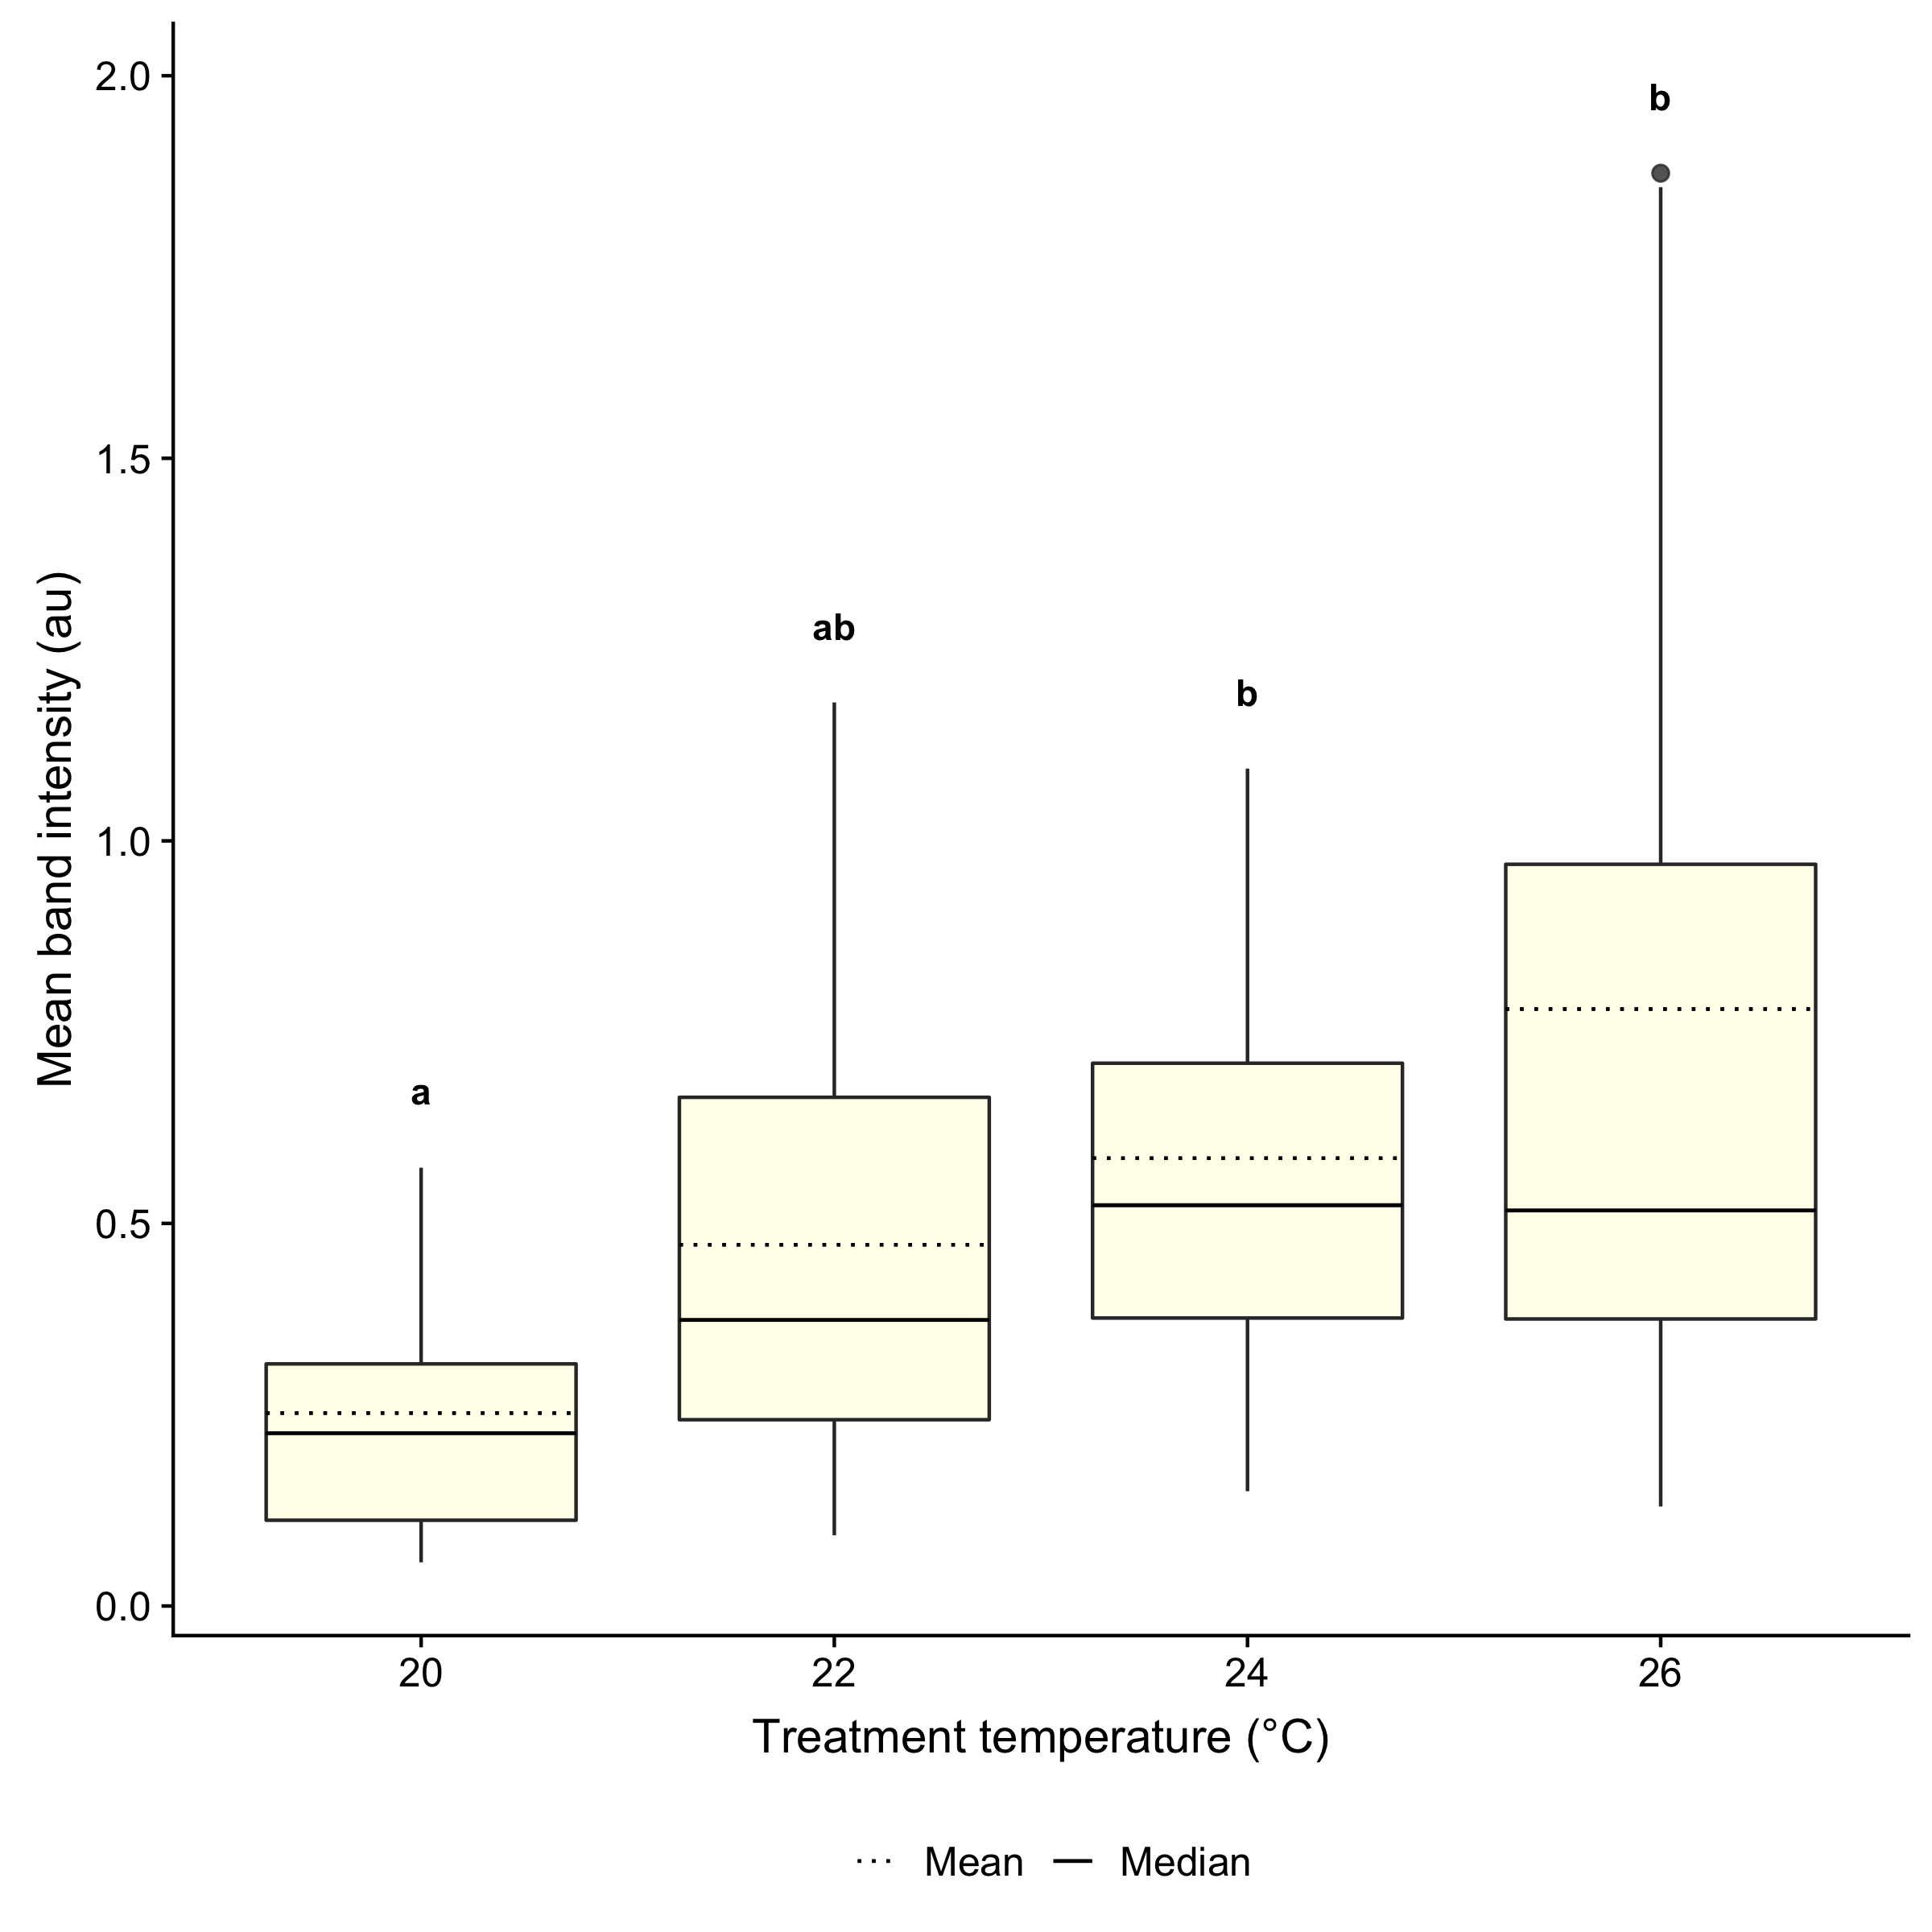 2.0
1.5
1.0
0.5
0.0
Mean band intensity (au)
a
ab
b
b
20
22
24
26
Treatment temperature (°C)
Mean
Median